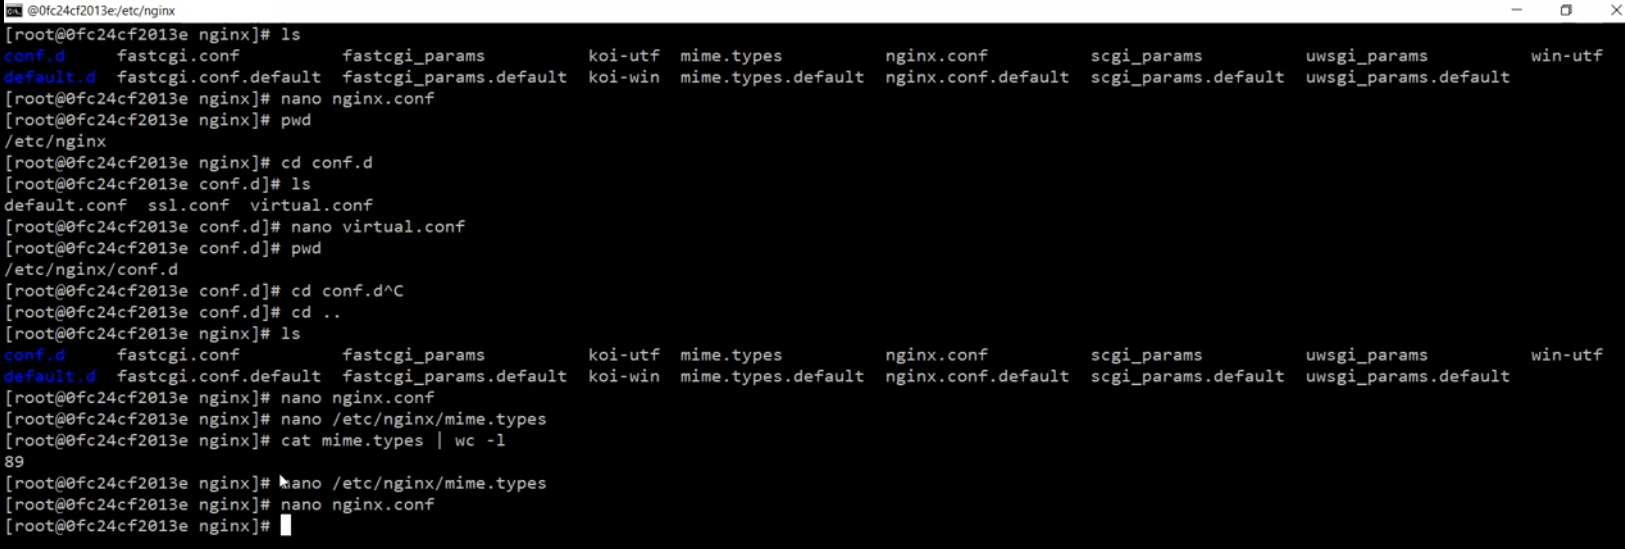 @0fc24cf2013e:/etc/nginx
[root@0fc24cf2013e nginx]# ls
conf.d     fastcgi.conf          fastcgi_params          koi-utf  mime.types          nginx.conf          scgi_params          uwsgi_params          win-utf
default.d  fastcgi.conf.default  fastcgi_params.default  koi-win  mime.types.default  nginx.conf.default  scgi_params.default  uwsgi_params.default
[root@0fc24cf2013e nginx]# nano nginx.conf
[root@0fc24cf2013e nginx]# pwd
/etc/nginx
[root@0fc24cf2013e nginx]# cd conf.d
[root@0fc24cf2013e conf.d]# ls
default.conf  ssl.conf  virtual.conf
[root@0fc24cf2013e conf.d]# nano virtual.conf
[root@0fc24cf2013e conf.d]# pwd
/etc/nginx/conf.d
[root@0fc24cf2013e conf.d]# cd conf.d^C
[root@0fc24cf2013e conf.d]# cd ..
[root@0fc24cf2013e nginx]# ls
conf.d     fastcgi.conf          fastcgi_params          koi-utf  mime.types          nginx.conf          scgi_params          uwsgi_params          win-utf
default.d  fastcgi.conf.default  fastcgi_params.default  koi-win  mime.types.default  nginx.conf.default  scgi_params.default  uwsgi_params.default
[root@0fc24cf2013e nginx]# nano nginx.conf
[root@0fc24cf2013e nginx]# nano /etc/nginx/mime.types
[root@0fc24cf2013e nginx]# cat mime.types | wc -l
89
[root@0fc24cf2013e nginx]# nano /etc/nginx/mime.types
[root@0fc24cf2013e nginx]# nano nginx.conf
[root@0fc24cf2013e nginx]#